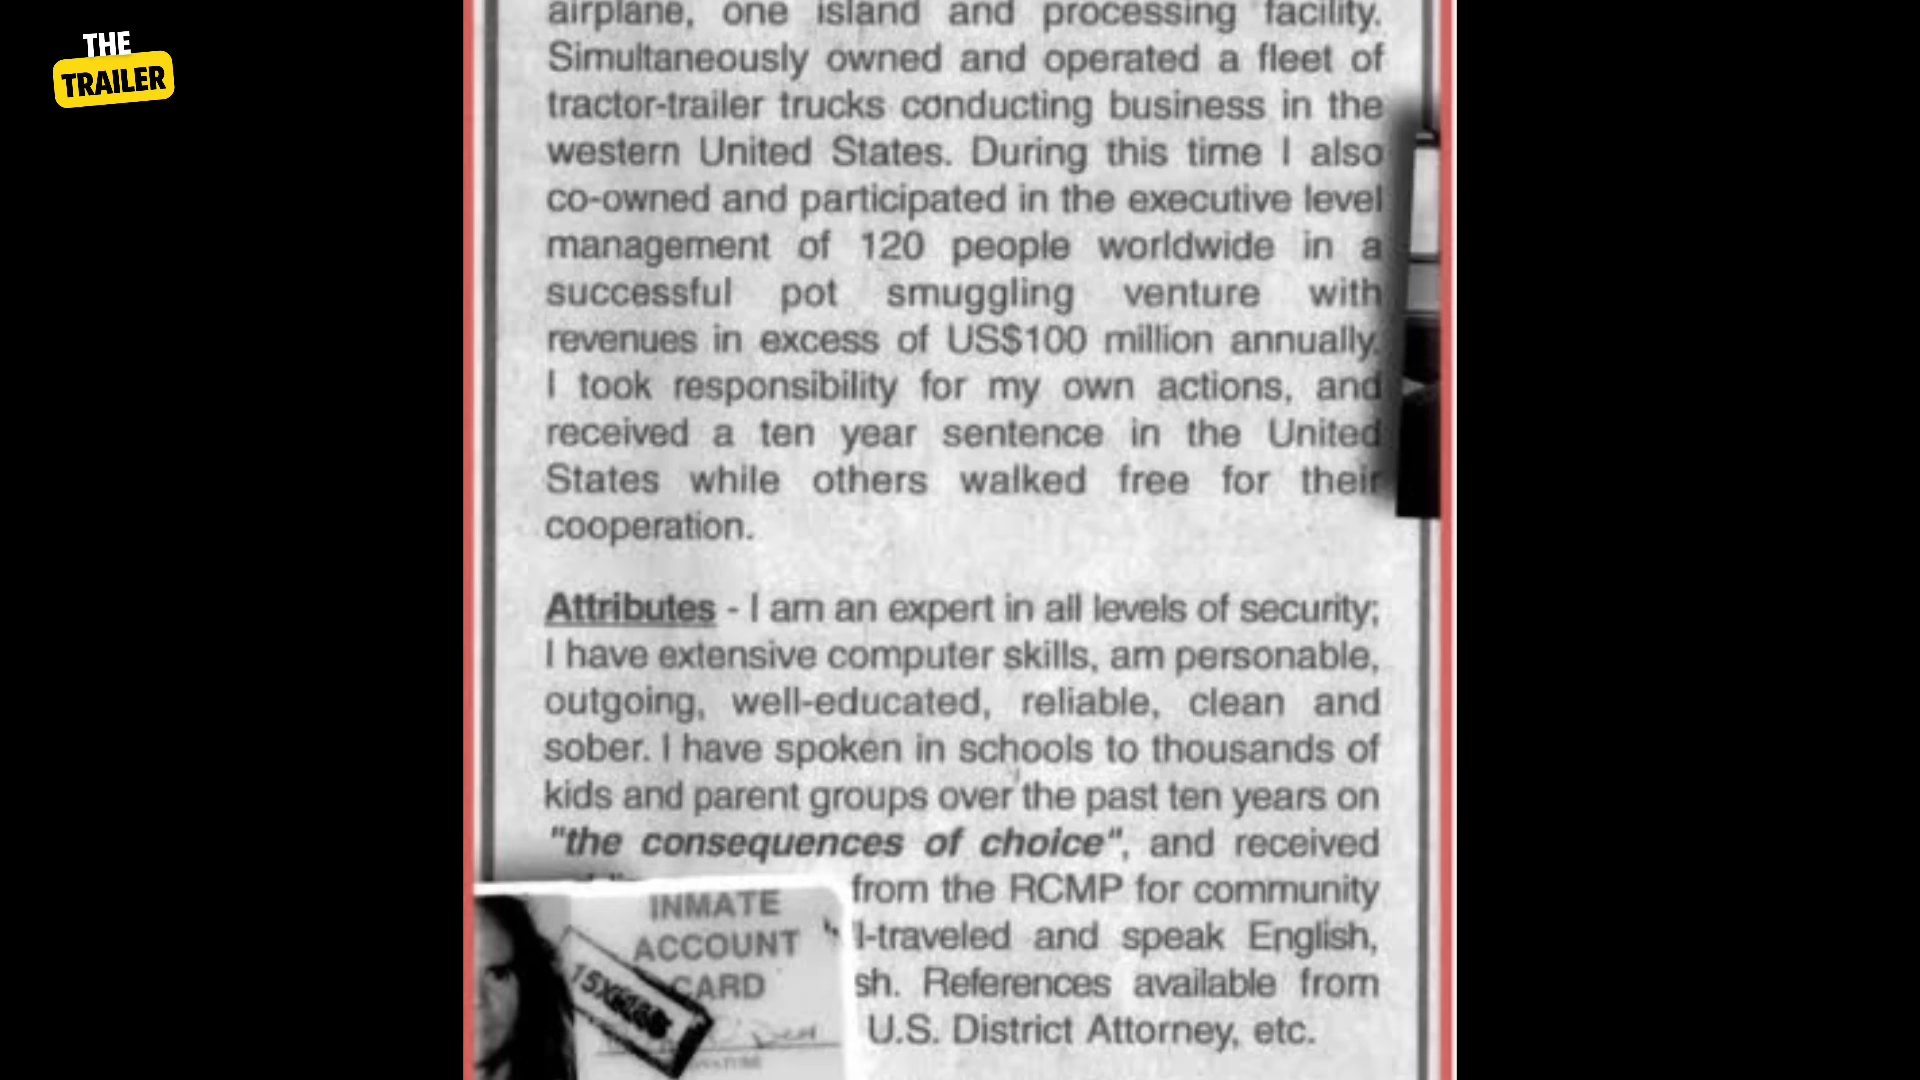 THE
TRAILER
airplane, one island and processing facility.
Simultaneously owned and operated a fleet of
tractor-trailer trucks conducting business in the
western United States. During this time I also
co-owned and participated in the executive level
management of 120 people worldwide in a
successful pot smuggling venture with
revenues in excess of US$100 million annually.
I took responsibility for my own actions, and
received a ten year sentence in the United
States while others walked free for their
cooperation.
Attributes - I am an expert in all levels of security;
I have extensive computer skills, am personable,
outgoing, well-educated, reliable, clean and
sober. I have spoken in schools to thousands of
kids and parent groups over the past ten years on
"the consequences of choice", and received
from the RCMP for community
l-traveled and speak English,
sh. References available from
U.S. District Attorney, etc.
INMATE
ACCOUNT
CARD